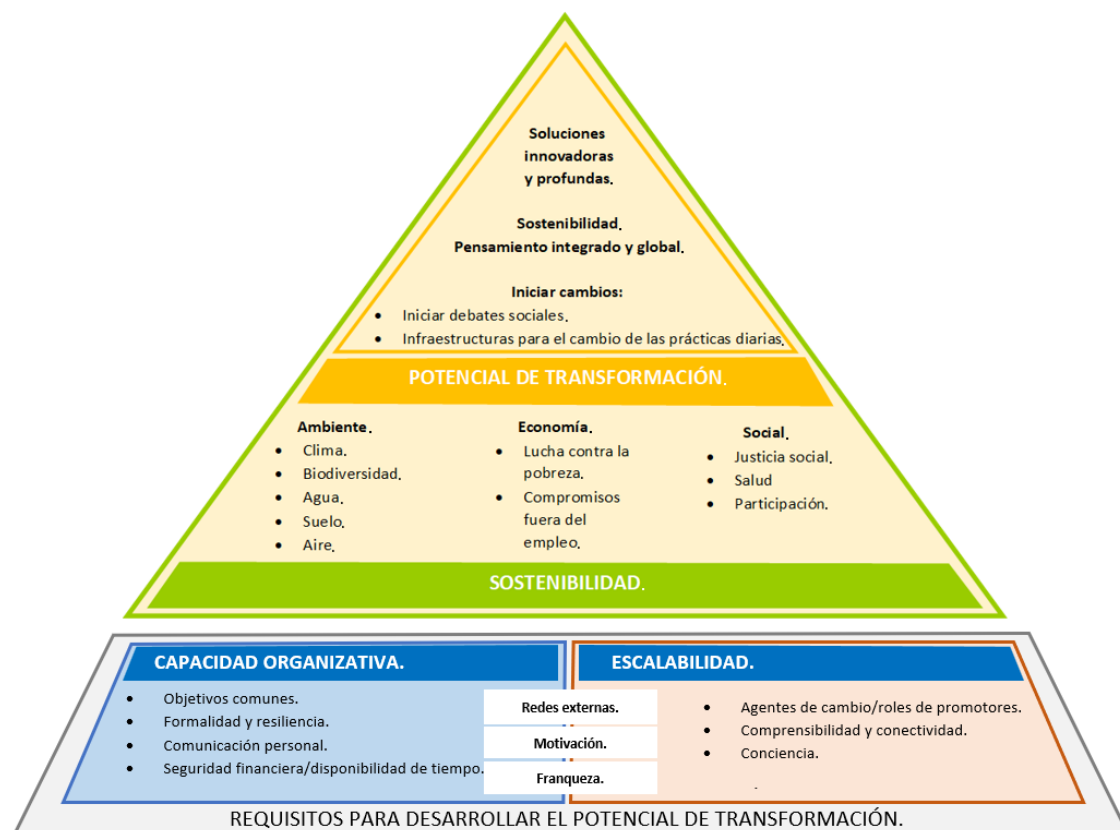 Soluciones
innovadoras
y profundas.
Sostenibilidad.
Pensamiento integrado y global.
Iniciar cambios:
• Iniciar debates sociales.
• Infraestructuras para el cambio de las prácticas diarias.
POTENCIAL DE TRANSFORMACIÓN.
Ambiente.
• Clima.
• Biodiversidad.
• Agua.
• Suelo.
• Aire.
Economía.
• Lucha contra la
pobreza.
• Compromisos
fuera del
empleo.
Social.
• Justicia social.
• Salud
• Participación.
SOSTENIBILIDAD.
CAPACIDAD ORGANIZATIVA.
• Objetivos comunes.
• Formalidad y resiliencia.
• Comunicación personal.
• Seguridad financiera/disponibilidad de tiempo.
Redes externas.
Motivación.
Franqueza.
ESCALABILIDAD.
• Agentes de cambio/roles de promotores.
• Comprensibilidad y conectividad.
• Conciencia.
.
REQUISITOS PARA DESARROLLAR EL POTENCIAL DE TRANSFORMACIÓN.